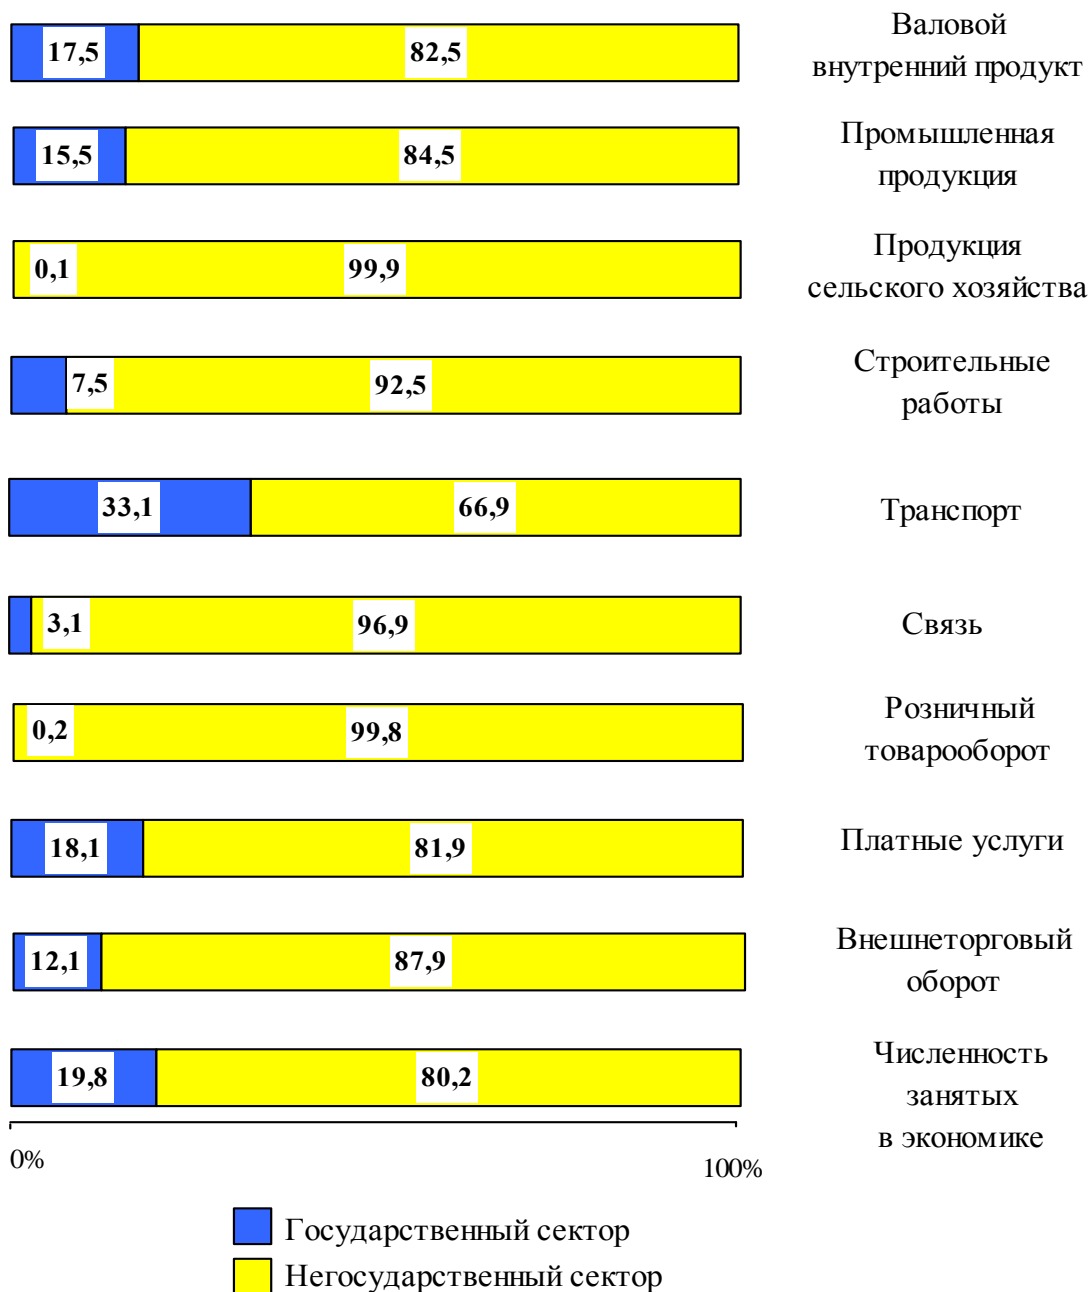 17,5 82,5 Валовой
внутренний продукт
15,5 84,5 Промышленная
продукция
0,1 99,9 Продукция
сельского хозяйства
7,5 92,5 Строительные
работы
33,1 66,9 Транспорт
3,1 96,9 Связь
0,2 99,8 Розничный
товарооборот
18,1 81,9 Платные услуги
12,1 87,9 Внешнеторговый
оборот
19,8 80,2 Численность
занятых
в экономике
0% 100%
Государственный сектор
Негосударственный сектор